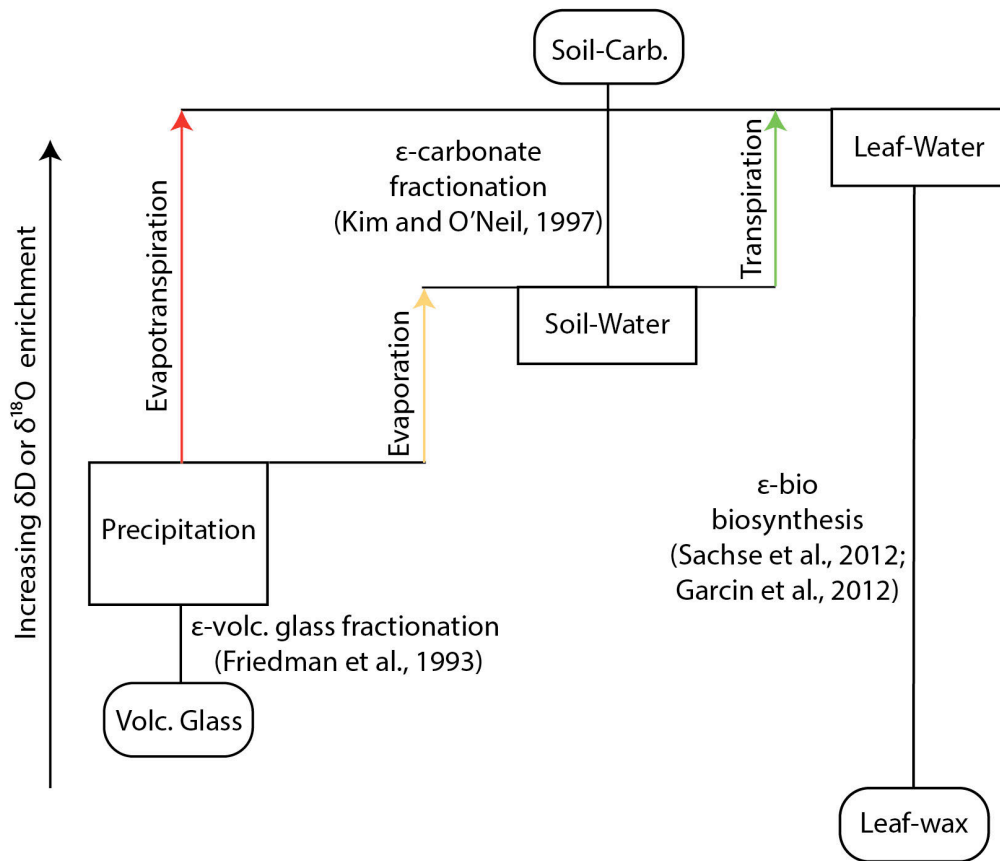 Soil-Carb.
ε-carbonate
fractionation
(Kim and O’Neil, 1997)
Leaf-Water
Transpiration
Evapotranspiration
Soil-Water
Evaporation
Increasing δD or δ¹⁸O enrichment
Precipitation
ε-bio
biosynthesis
(Sachse et al., 2012;
Garcin et al., 2012)
ε-volc. glass fractionation
(Friedman et al., 1993)
Volc. Glass
Leaf-wax